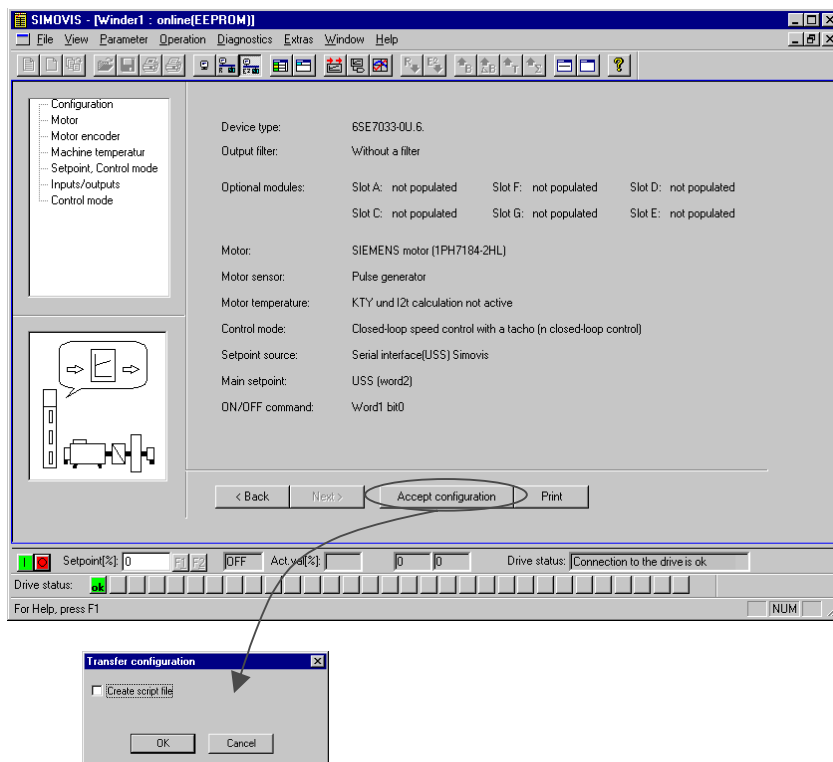 SIMOVIS - [Winder1 : online(EEPROM)]
File View Parameter Operation Diagnostics Extras Window Help
Configuration
Motor
Motor encoder
Machine temperatur
Setpoint, Control mode
Inputs/outputs
Control mode
Device type: 6SE7033-0U.6.
Output filter: Without a filter
Optional modules: Slot A: not populated Slot F: not populated Slot D: not populated
Slot C: not populated Slot G: not populated Slot E: not populated
Motor: SIEMENS motor (1PH7184-2HL)
Motor sensor: Pulse generator
Motor temperature: KTY und I2t calculation not active
Control mode: Closed-loop speed control with a tacho (n closed-loop control)
Setpoint source: Serial interface(USS) Simovis
Main setpoint: USS (word2)
ON/OFF command: Word1 bit0
< Back Next > Accept configuration Print
Setpoint[%]: 0 F1 F2 OFF Act.val[%]: 0 0 Drive status: Connection to the drive is ok
Drive status: ok
For Help, press F1 NUM
Transfer configuration
Create script file
OK Cancel